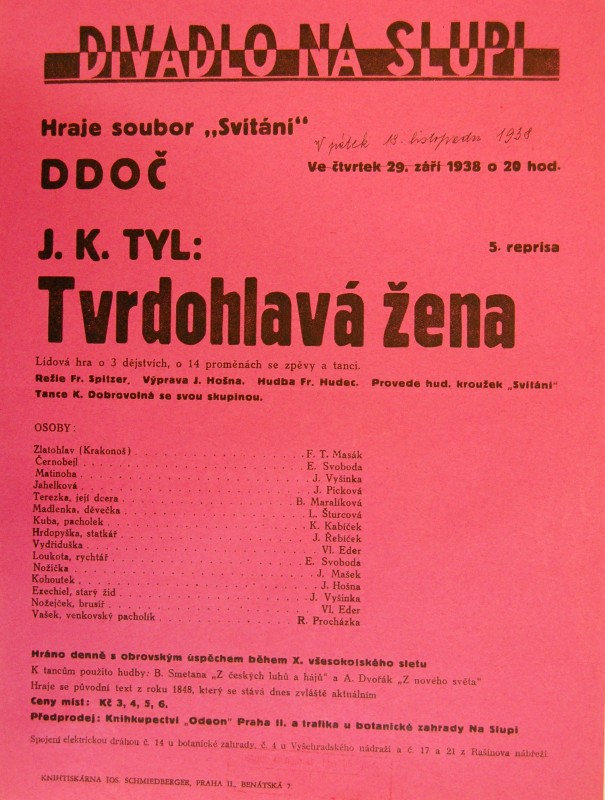 DIVADLO NA SLUPI
Hraje soubor „Svítání"
V pátek 18. listopadu 1938
DDOČ
Ve čtvrtek 29. září 1938 o 20 hod.
J. K. TYL:
5. reprisa
Tvrdohlavá žena
Lidová hra o 3 dějstvích, o 14 proměnách se zpěvy a tanci.
Režie Fr. Spitzer. Výprava J. Hošna. Hudba Fr. Hudec. Provede hud. kroužek „Svítání"
Tance K. Dobrovolná se svou skupinou.
OSOBY:
Zlatohlav (Krakonoš) . . . F. T. Masák
Černobejl . . . E. Svoboda
Matinoha . . . J. Vyšinka
Jahelková . . . J. Picková
Terezka, její dcera . . . B. Maralíková
Madlenka, děvečka . . . L. Šturcová
Kuba, pacholek . . . K. Kabíček
Hrdopyška, statkář . . . J. Řebíček
Vydřiduška . . . Vl. Eder
Loukota, rychtář . . . E. Svoboda
Nožička . . . J. Mašek
Kohoutek . . . J. Hošna
Ezechiel, starý žid . . . J. Vyšinka
Nožejček, brusíř . . . Vl. Eder
Vašek, venkovský pacholík . . . R. Procházka
Hráno denně s obrovským úspěchem během X. všesokolského sletu
K tancům použito hudby: B. Smetana „Z českých luhů a hájů" a A. Dvořák „Z nového světa"
Hraje se původní text z roku 1848, který se stává dnes zvláště aktuálním
Ceny míst: Kč 3, 4, 5, 6.
Předprodej: Knihkupectví „Odeon" Praha II. a trafika u botanické zahrady Na Slupi
Spojení elektrickou dráhou č. 14 u botanické zahrady, č. 4 u Vyšehradského nádraží a č. 17 a 21 z Rašínova nábřeží
KNIHTISKÁRNA JOS. SCHMIEDBERGER, PRAHA II., BENÁTSKÁ 7.